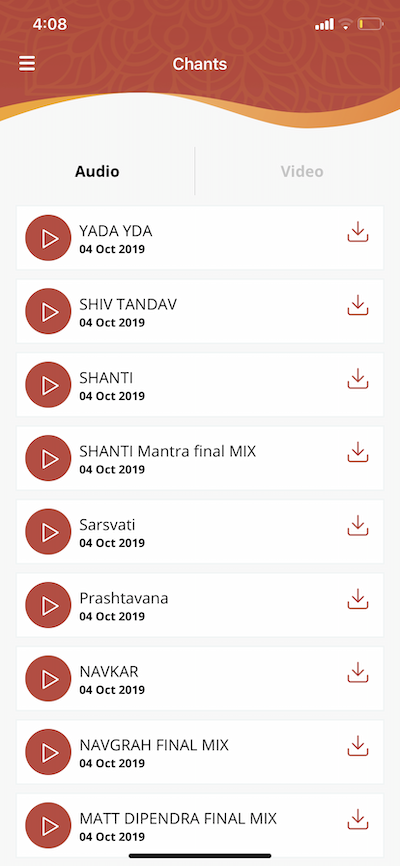 4:08
Chants
Audio
Video
YADA YDA
04 Oct 2019
SHIV TANDAV
04 Oct 2019
SHANTI
04 Oct 2019
SHANTI Mantra final MIX
04 Oct 2019
Sarsvati
04 Oct 2019
Prashtavana
04 Oct 2019
NAVKAR
04 Oct 2019
NAVGRAH FINAL MIX
04 Oct 2019
MATT DIPENDRA FINAL MIX
04 Oct 2019